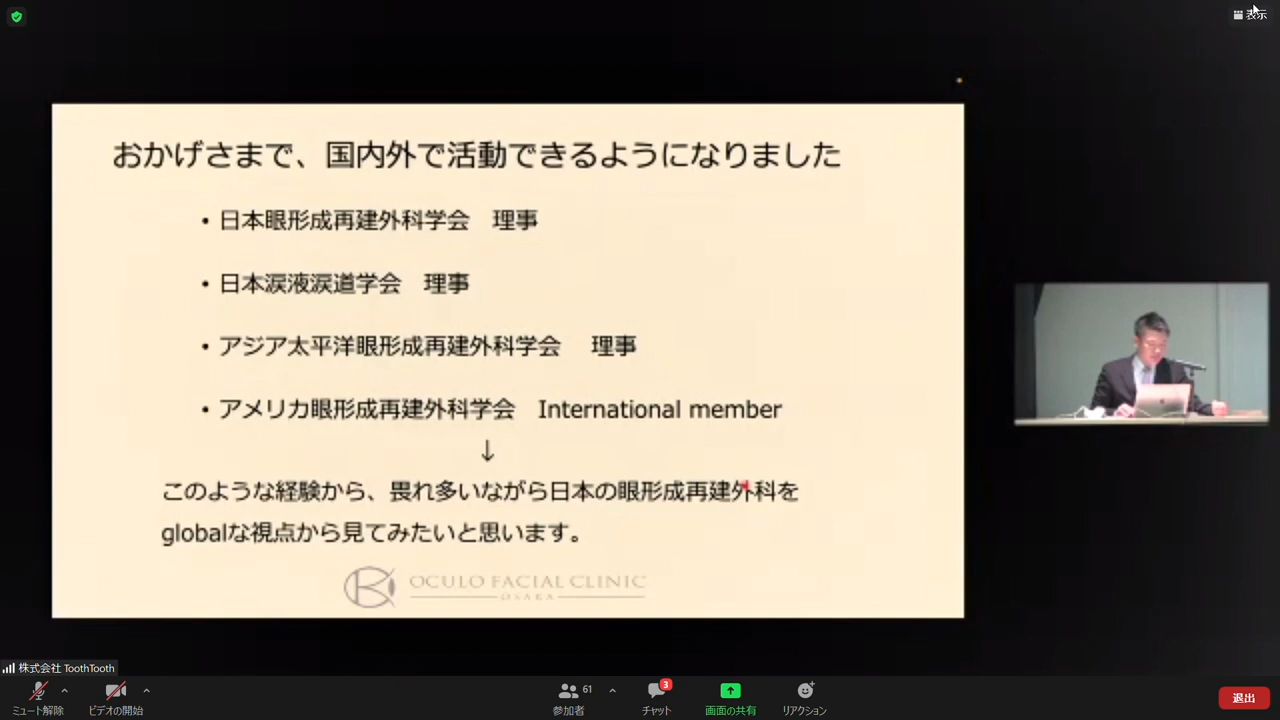 表示
おかげさまで、国内外で活動できるようになりました
・日本眼形成再建外科学会　理事
・日本涙液涙道学会　理事
・アジア太平洋眼形成再建外科学会　理事
・アメリカ眼形成再建外科学会　International member
↓
このような経験から、畏れ多いながら日本の眼形成再建外科を
globalな視点から見てみたいと思います。
OCULO FACIAL CLINIC
OSAKA
株式会社 ToothTooth
ミュート解除
ビデオの開始
61
参加者
3
チャット
画面の共有
リアクション
退出